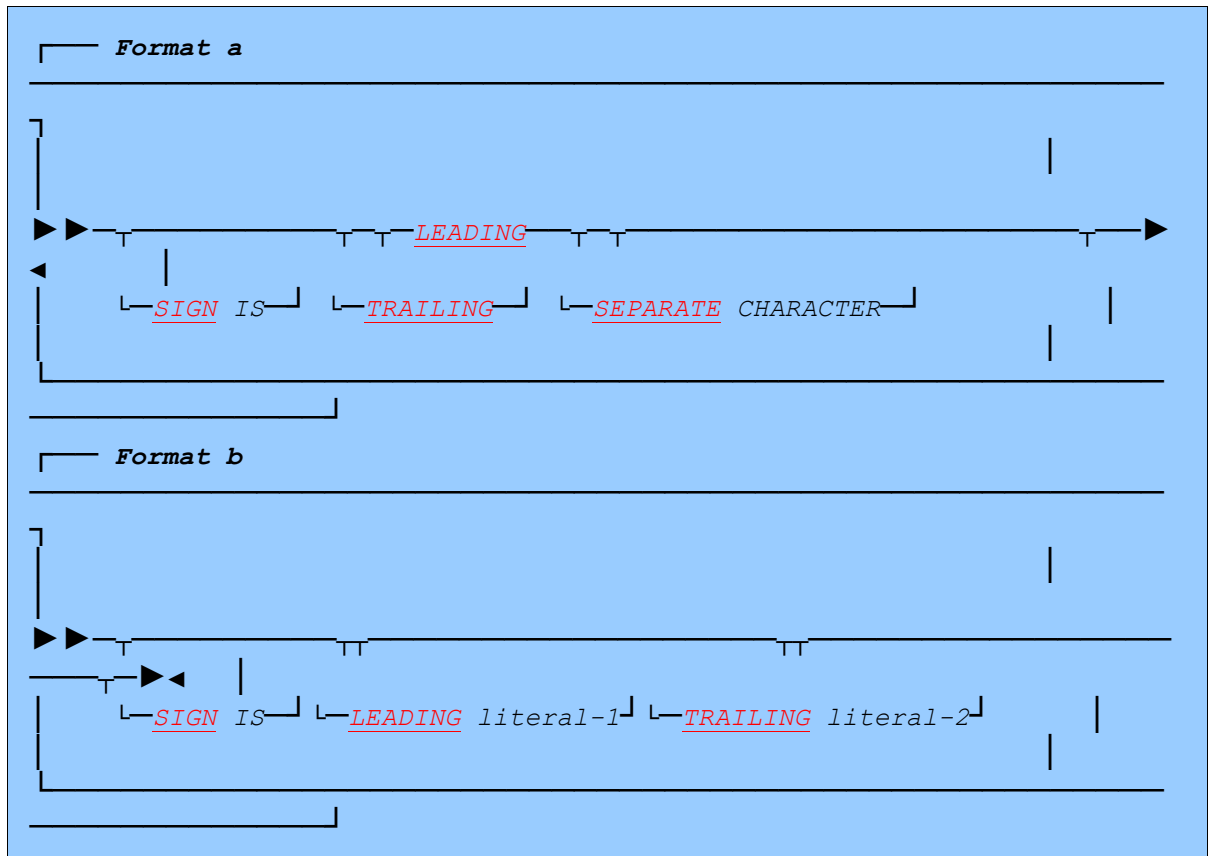 Format a
LEADING
SIGN IS TRAILING SEPARATE CHARACTER
Format b
SIGN IS LEADING literal-1 TRAILING literal-2